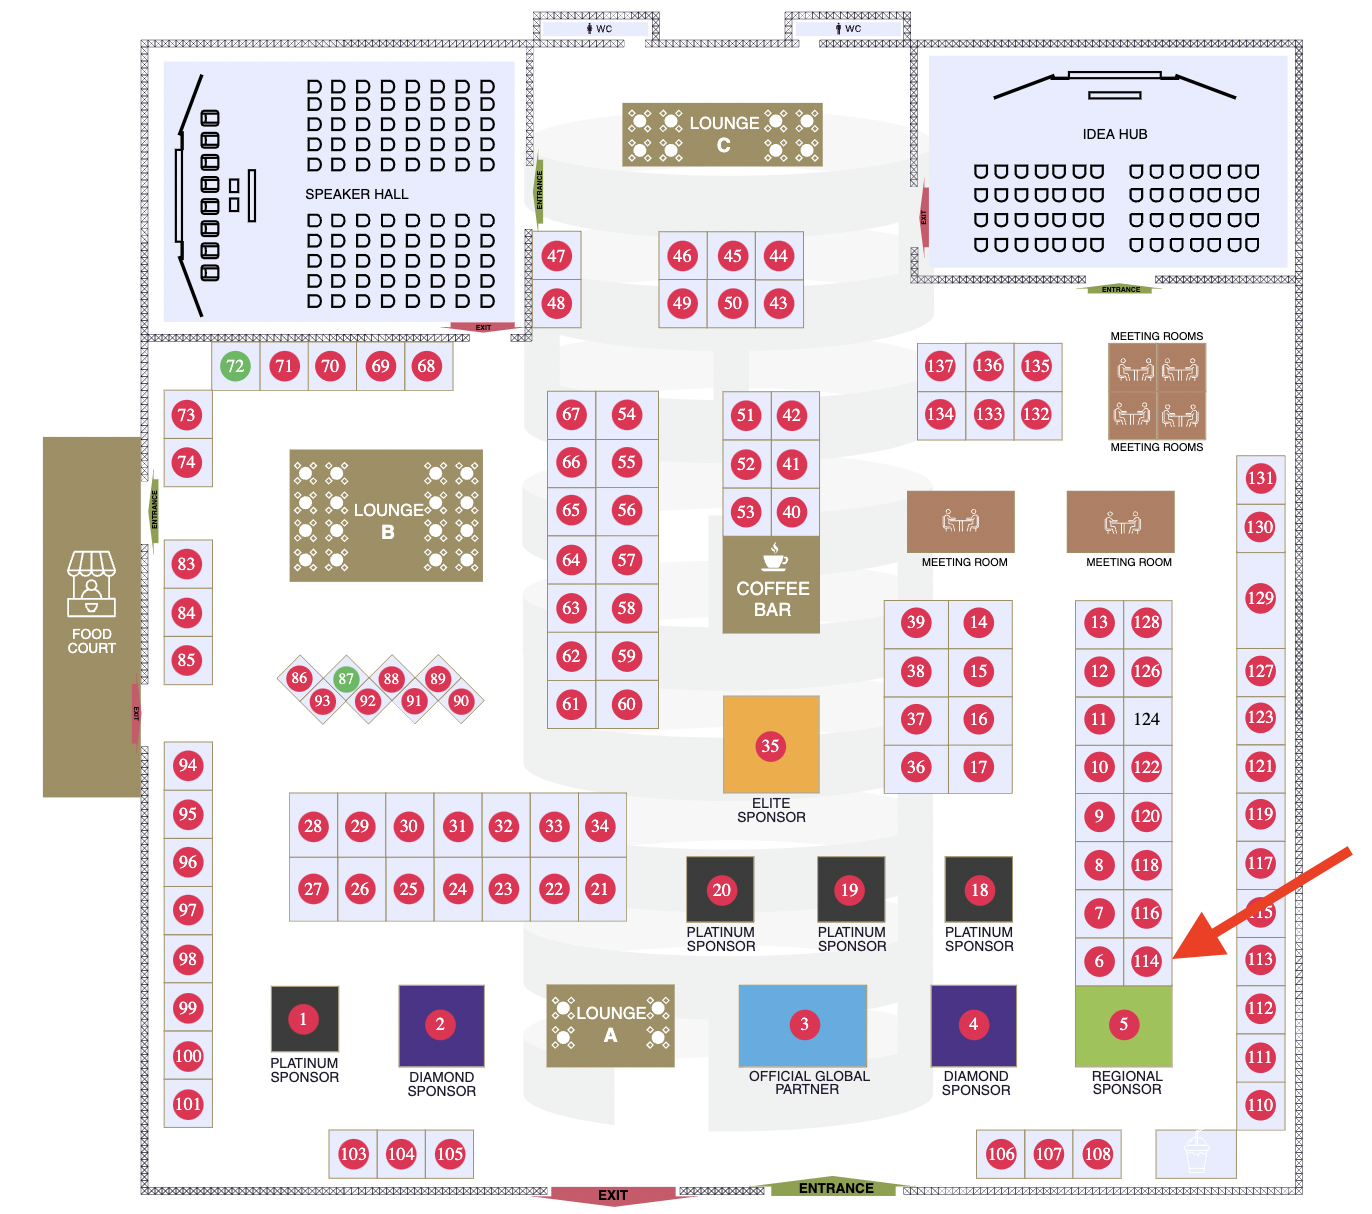 WC
WC
LOUNGE
C
IDEA HUB
SPEAKER HALL
ENTRANCE
EXIT
47
46 45 44
48
49 50 43
ENTRANCE
EXIT
MEETING ROOMS
72 71 70 69 68
137 136 135
134 133 132
MEETING ROOMS
73
74
67 54
66 55
65 56
64 57
63 58
62 59
61 60
51 42
52 41
53 40
COFFEE
BAR
LOUNGE
B
ENTRANCE
MEETING ROOM
MEETING ROOM
131
130
129
127
123
121
119
117
115
113
112
111
110
FOOD
COURT
83
84
85
EXIT
86 87 88 89
93 92 91 90
39 14
38 15
37 16
36 17
13 128
12 126
11 124
10 122
9 120
8 118
7 116
6 114
35
ELITE
SPONSOR
94
95
96
97
98
99
100
101
28 29 30 31 32 33 34
27 26 25 24 23 22 21
20
PLATINUM
SPONSOR
19
PLATINUM
SPONSOR
18
PLATINUM
SPONSOR
1
PLATINUM
SPONSOR
2
DIAMOND
SPONSOR
LOUNGE
A
3
OFFICIAL GLOBAL
PARTNER
4
DIAMOND
SPONSOR
5
REGIONAL
SPONSOR
103 104 105
106 107 108
EXIT
ENTRANCE